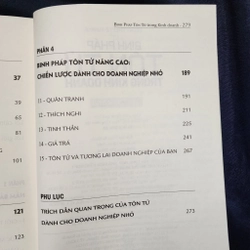 Binh Pháp Tôn Tử trong kinh doanh
PHẦN 4
BINH PHÁP TÔN TỬ NÂNG CAO:
CHIẾN LƯỢC DÀNH CHO DOANH NGHIỆP NHỎ 189
11 - QUÂN TRANH 191
12 - THÍCH NGHI 215
13 - TINH THẦN 225
14 - GIÁ TRẢ 241
15 - TÔN TỬ VÀ TƯƠNG LAI DOANH NGHIỆP CỦA BẠN 267
PHỤ LỤC
TRÍCH DẪN QUAN TRỌNG CỦA TÔN TỬ
DÀNH CHO DOANH NGHIỆP NHỎ 273
37
121